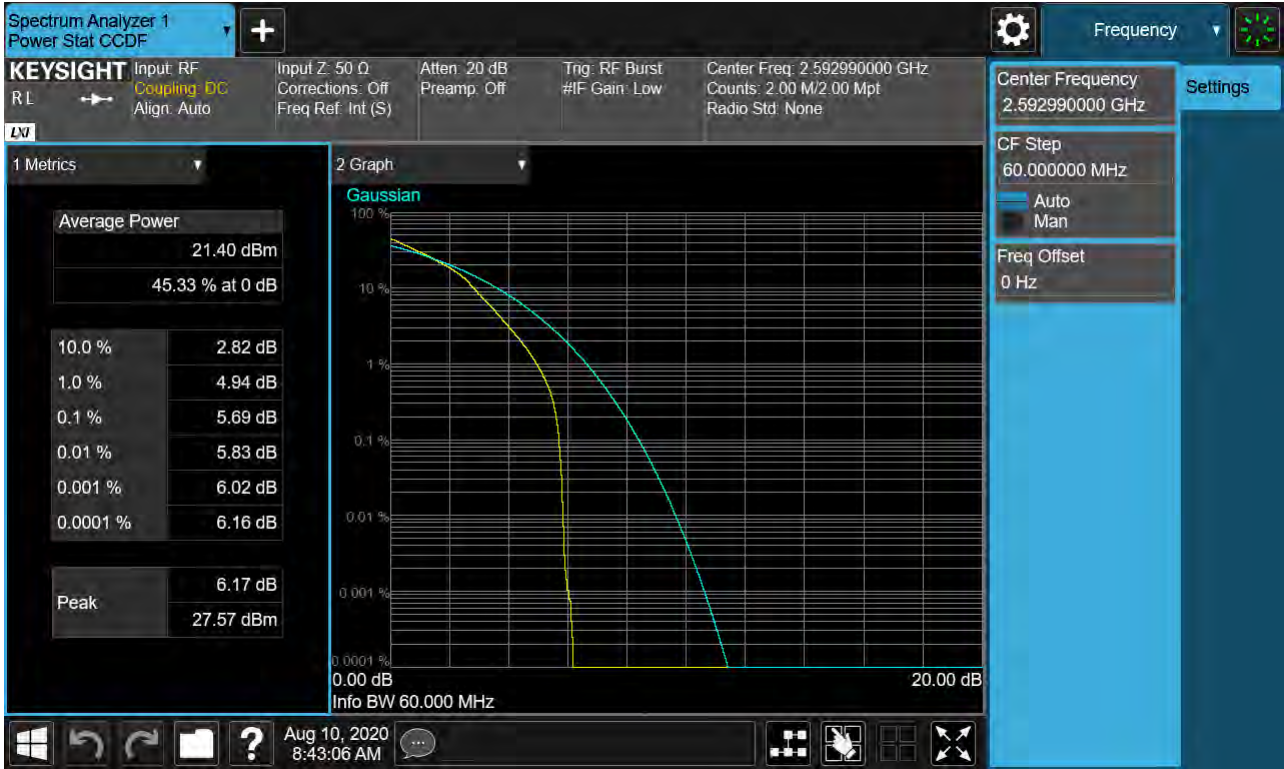 Spectrum Analyzer 1
Power Stat CCDF
Frequency
KEYSIGHT
R L
LXI
Input: RF
Coupling: DC
Align: Auto
Input Z: 50 Ω
Corrections: Off
Freq Ref: Int (S)
Atten: 20 dB
Preamp: Off
Trig: RF Burst
#IF Gain: Low
Center Freq: 2.592990000 GHz
Counts: 2.00 M/2.00 Mpt
Radio Std: None
Center Frequency
2.592990000 GHz
Settings
CF Step
60.000000 MHz
Auto
Man
Freq Offset
0 Hz
1 Metrics
Average Power
21.40 dBm
45.33 % at 0 dB
10.0 % 2.82 dB
1.0 % 4.94 dB
0.1 % 5.69 dB
0.01 % 5.83 dB
0.001 % 6.02 dB
0.0001 % 6.16 dB
Peak
6.17 dB
27.57 dBm
2 Graph
Gaussian
100 %
10 %
1 %
0.1 %
0.01 %
0.001 %
0.0001 %
0.00 dB 20.00 dB
Info BW 60.000 MHz
?
Aug 10, 2020
8:43:06 AM